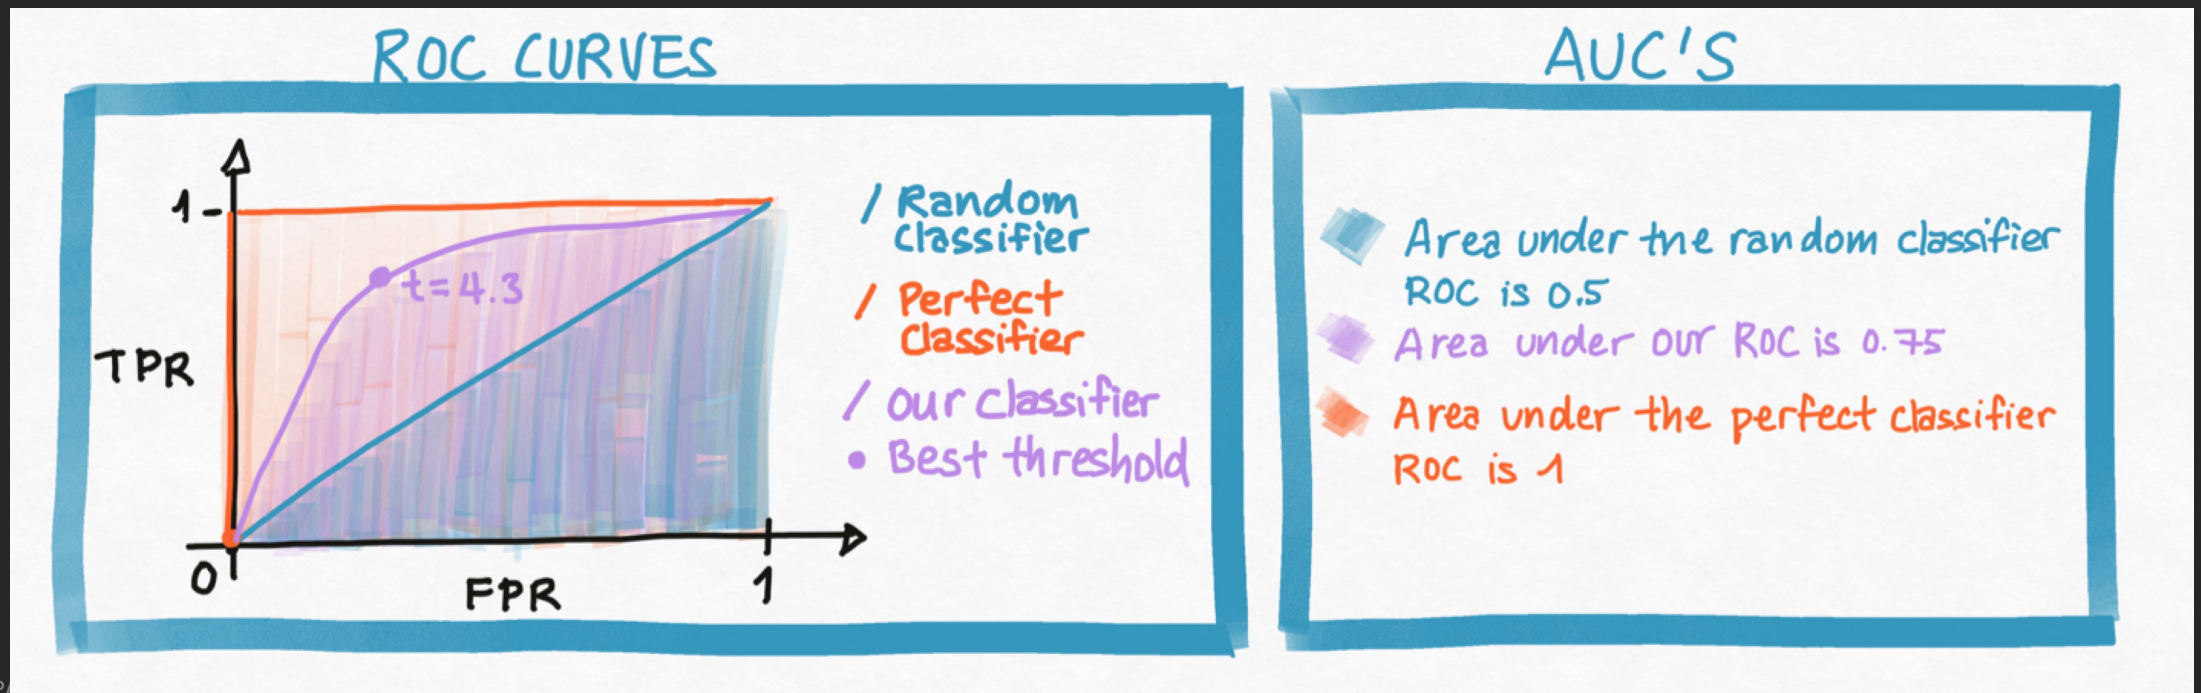 ROC CURVES
1
TPR
t=4.3
0
FPR
1
/ Random
classifier
/ Perfect
classifier
/ our classifier
• Best threshold
AUC'S
Area under the random classifier
ROC is 0.5
Area under our ROC is 0.75
Area under the perfect classifier
ROC is 1